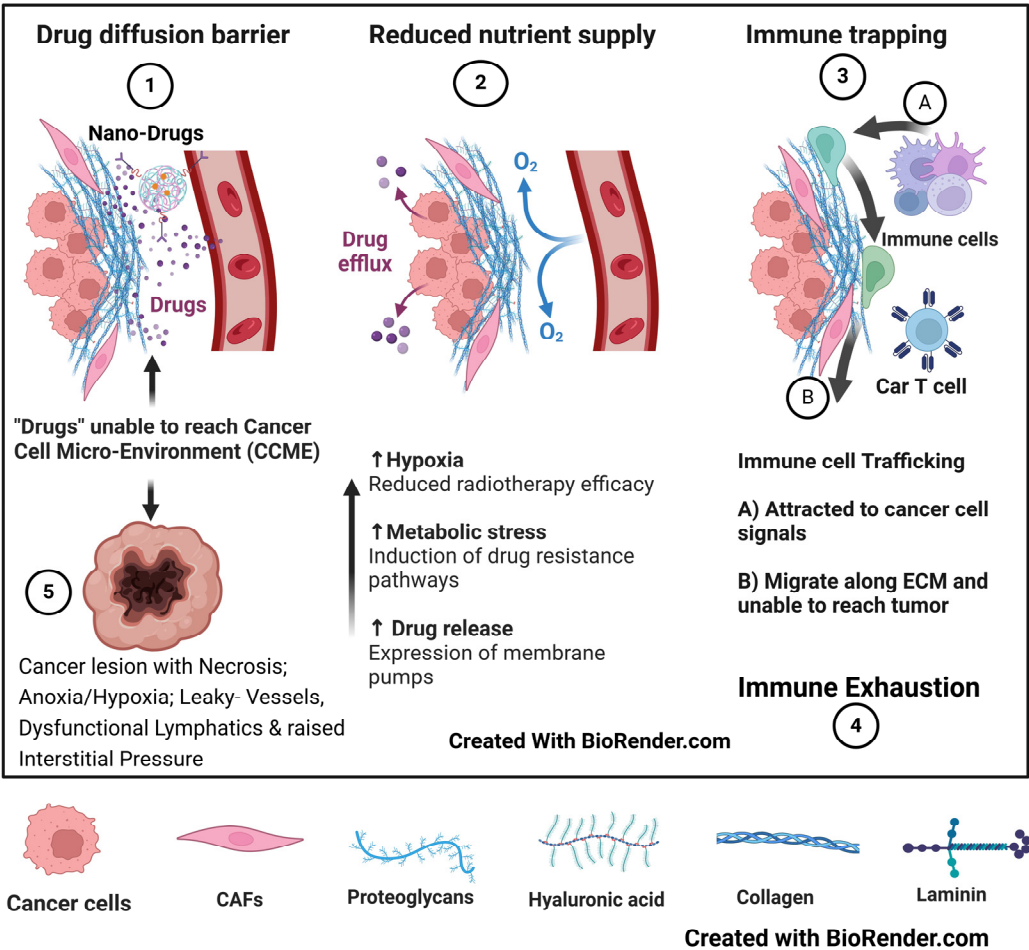 Drug diffusion barrier
1
Nano-Drugs
Drugs
"Drugs" unable to reach Cancer
Cell Micro-Environment (CCME)
5
Cancer lesion with Necrosis;
Anoxia/Hypoxia; Leaky- Vessels,
Dysfunctional Lymphatics & raised
Interstitial Pressure
Reduced nutrient supply
2
O₂
Drug
efflux
O₂
↑Hypoxia
Reduced radiotherapy efficacy
↑Metabolic stress
Induction of drug resistance
pathways
↑ Drug release
Expression of membrane
pumps
Created With BioRender.com
Immune trapping
3
A
Immune cells
Car T cell
B
Immune cell Trafficking
A) Attracted to cancer cell
signals
B) Migrate along ECM and
unable to reach tumor
Immune Exhaustion
4
Cancer cells
CAFs
Proteoglycans
Hyaluronic acid
Collagen
Laminin
Created with BioRender.com